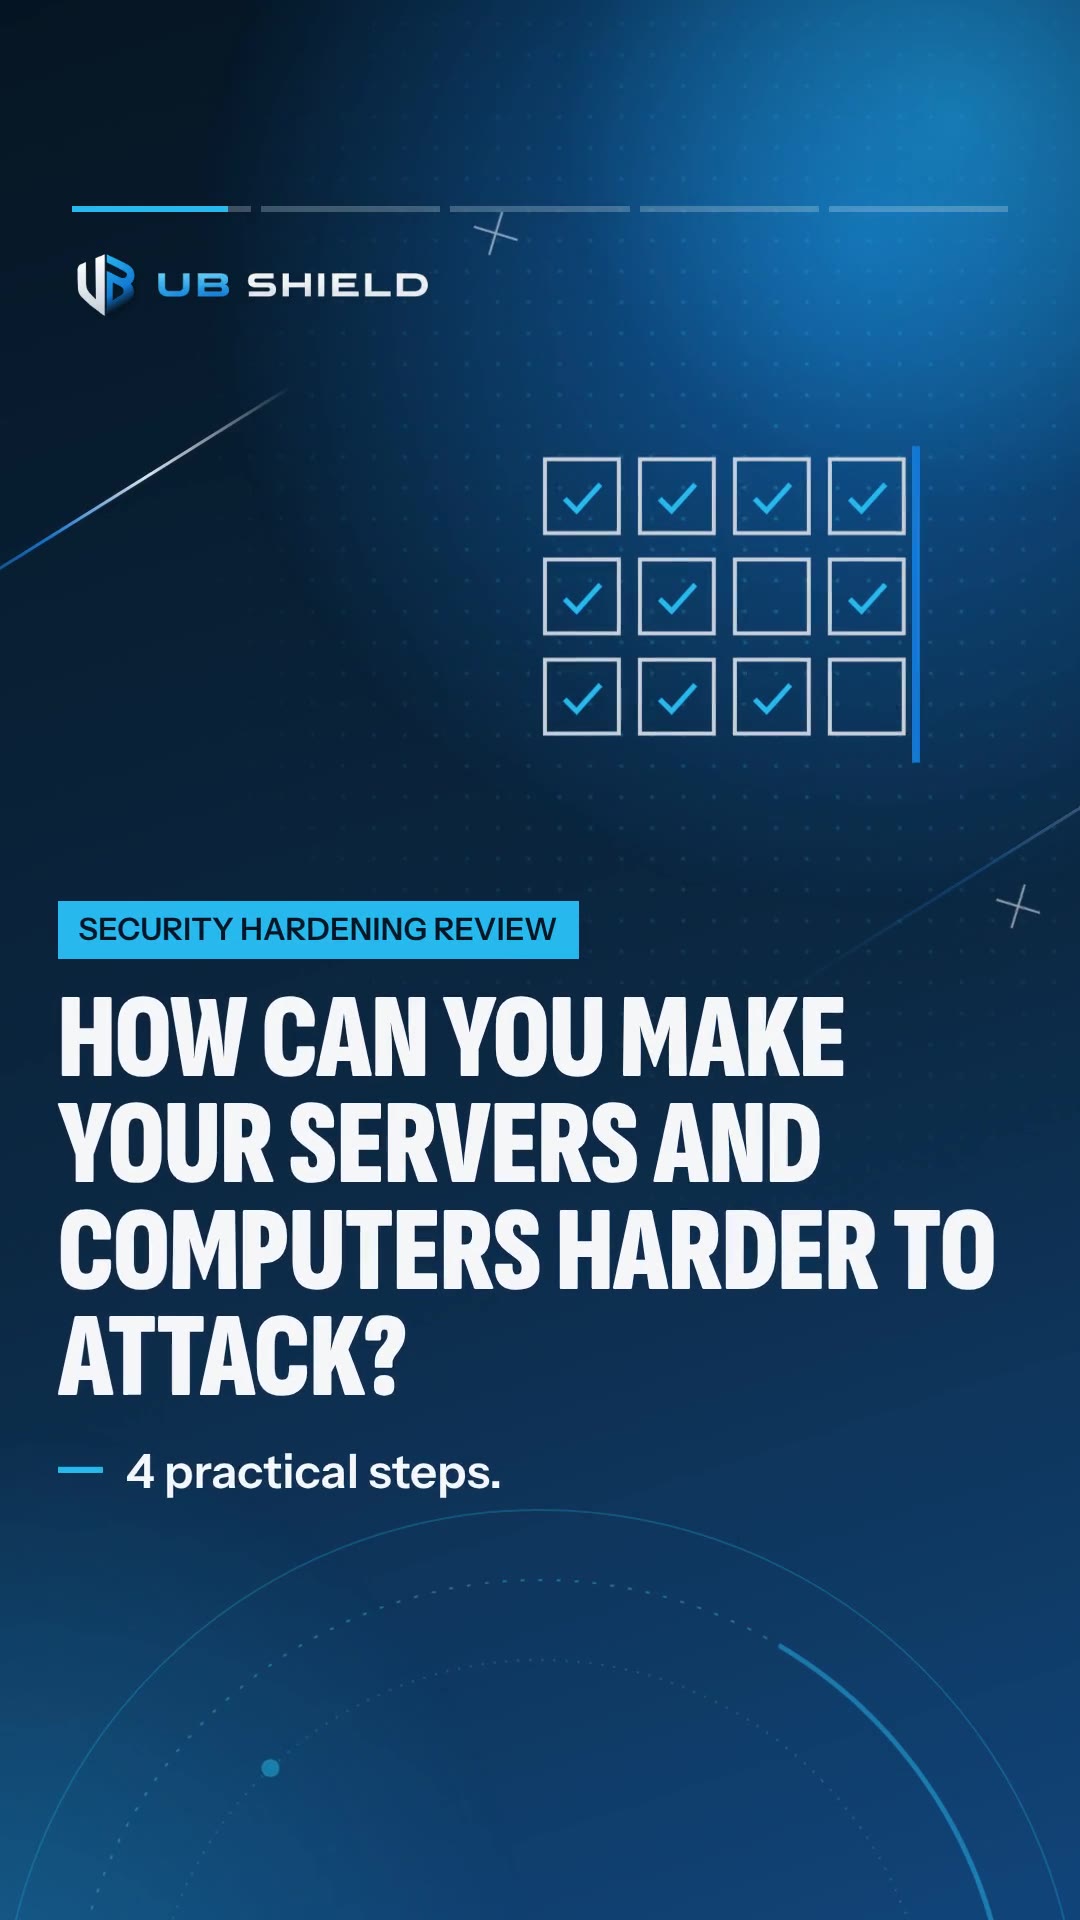 UB SHIELD
SECURITY HARDENING REVIEW
HOW CAN YOU MAKE
YOUR SERVERS AND
COMPUTERS HARDER TO
ATTACK?
4 practical steps.